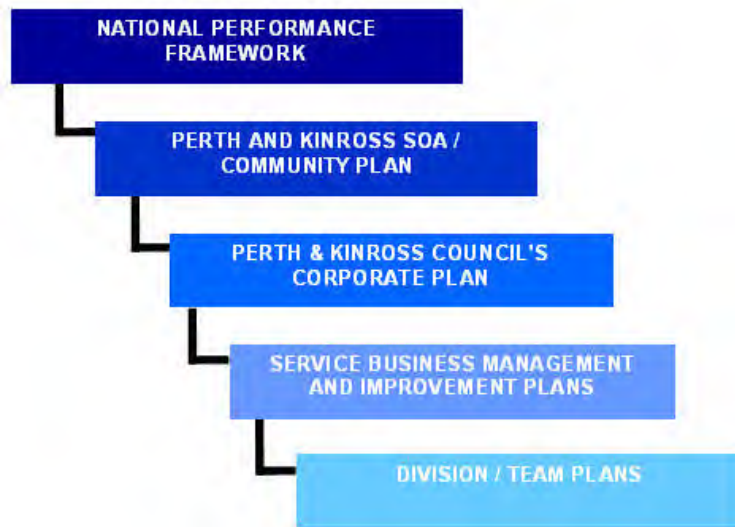 NATIONAL PERFORMANCE
FRAMEWORK
PERTH AND KINROSS SOA /
COMMUNITY PLAN
PERTH & KINROSS COUNCIL'S
CORPORATE PLAN
SERVICE BUSINESS MANAGEMENT
AND IMPROVEMENT PLANS
DIVISION / TEAM PLANS